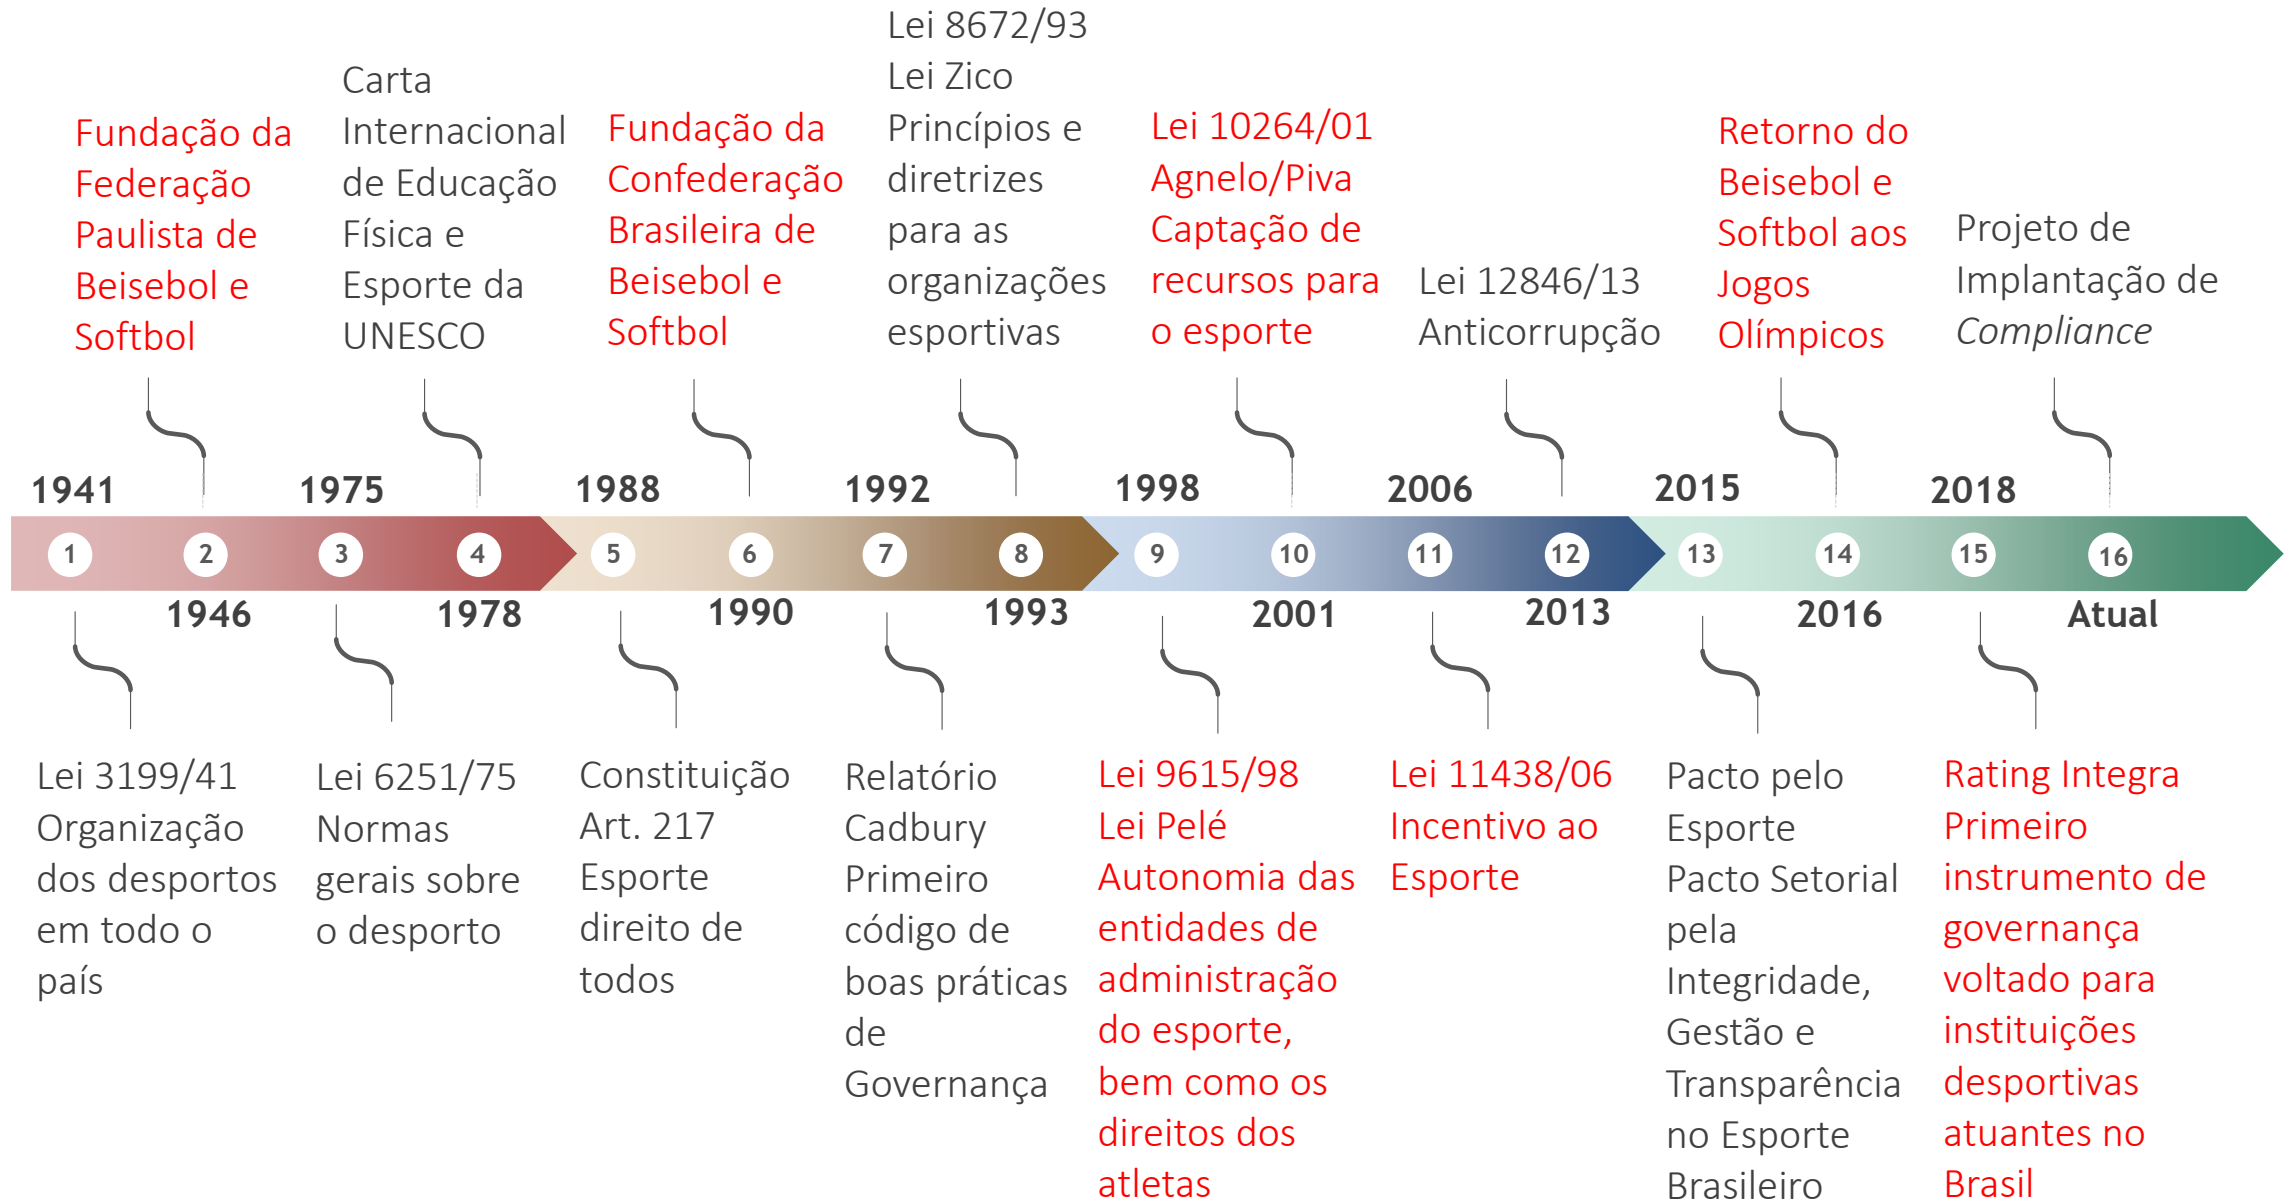 Fundação da
Federação
Paulista de
Beisebol e
Softbol
Carta
Internacional
de Educação
Física e
Esporte da
UNESCO
Fundação da
Confederação
Brasileira de
Beisebol e
Softbol
Lei 8672/93
Lei Zico
Princípios e
diretrizes
para as
organizações
esportivas
Lei 10264/01
Agnelo/Piva
Captação de
recursos para
o esporte
Lei 12846/13
Anticorrupção
Retorno do
Beisebol e
Softbol aos
Jogos
Olímpicos
Projeto de
Implantação de
Compliance
1941
1975
1988
1992
1998
2006
2015
2018
1
2
3
4
5
6
7
8
9
10
11
12
13
14
15
16
1946
1978
1990
1993
2001
2013
2016
Atual
Lei 3199/41
Organização
dos desportos
em todo o
país
Lei 6251/75
Normas
gerais sobre
o desporto
Constituição
Art. 217
Esporte
direito de
todos
Relatório
Cadbury
Primeiro
código de
boas práticas
de
Governança
Lei 9615/98
Lei Pelé
Autonomia das
entidades de
administração
do esporte,
bem como os
direitos dos
atletas
Lei 11438/06
Incentivo ao
Esporte
Pacto pelo
Esporte
Pacto Setorial
pela
Integridade,
Gestão e
Transparência
no Esporte
Brasileiro
Rating Integra
Primeiro
instrumento de
governança
voltado para
instituições
desportivas
atuantes no
Brasil